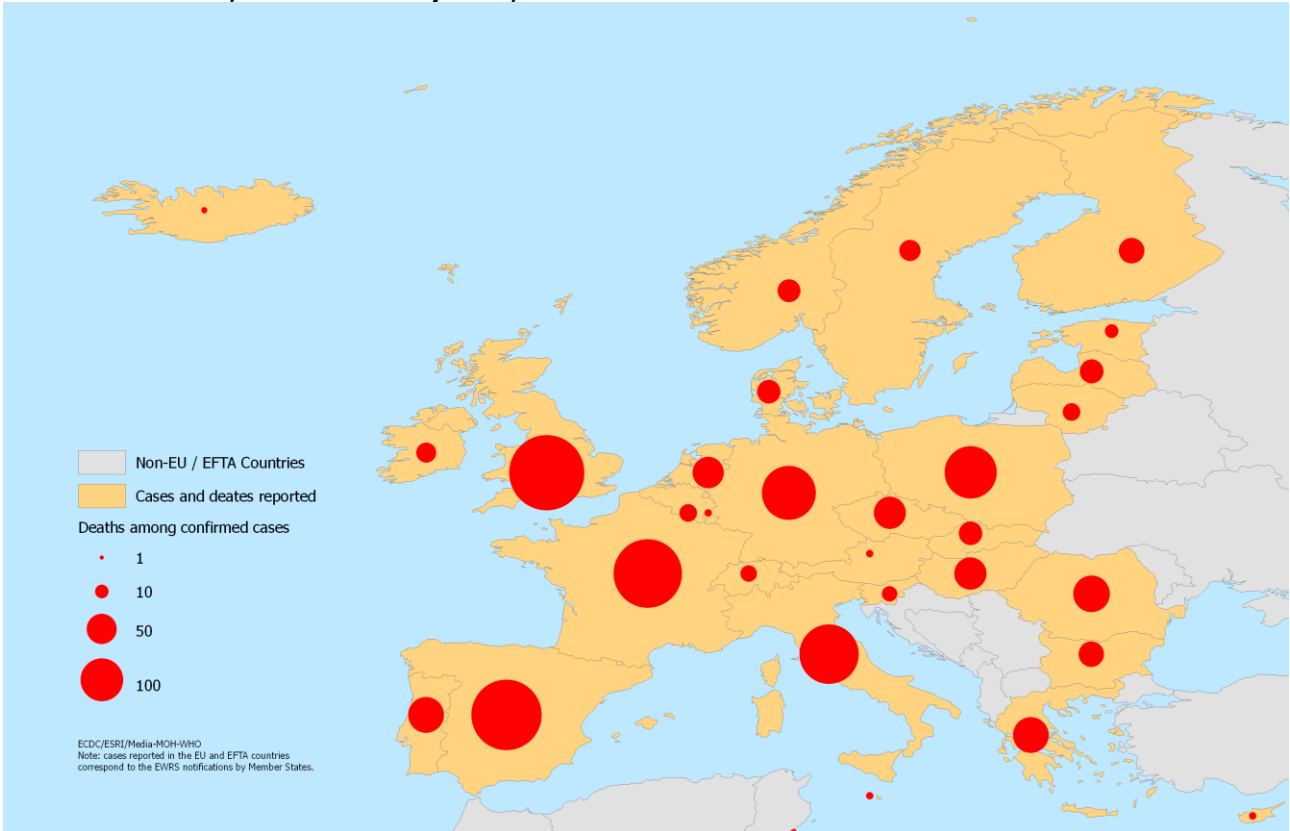 Non-EU / EFTA Countries
Cases and deates reported
Deaths among confirmed cases
1
10
50
100
ECDC/ESRI/Media-MOH-WHO
Note: cases reported in the EU and EFTA countries
correspond to the EWRS notifications by Member States.